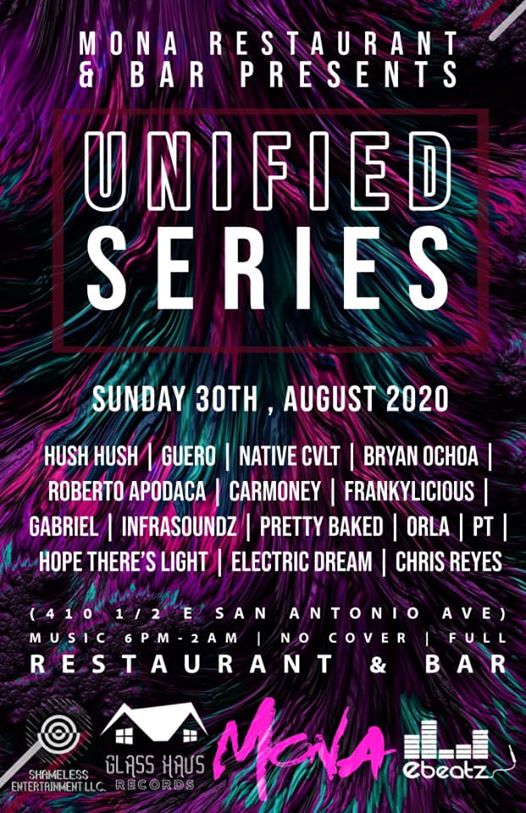 MONA RESTAURANT
& BAR PRESENTS
UNIFIED
SERIES
SUNDAY 30TH , AUGUST 2020
HUSH HUSH | GUERO | NATIVE CVLT | BRYAN OCHOA |
ROBERTO APODACA | CARMONEY | FRANKYLICIOUS |
GABRIEL | INFRASOUNDZ | PRETTY BAKED | ORLA | PT |
HOPE THERE'S LIGHT | ELECTRIC DREAM | CHRIS REYES
(410 1/2 E SAN ANTONIO AVE)
MUSIC 6PM-2AM | NO COVER | FULL
RESTAURANT & BAR
SHAMELESS
ENTERTAINMENT LLC.
GLASS HAUS
RECORDS
MONA
ebeatz